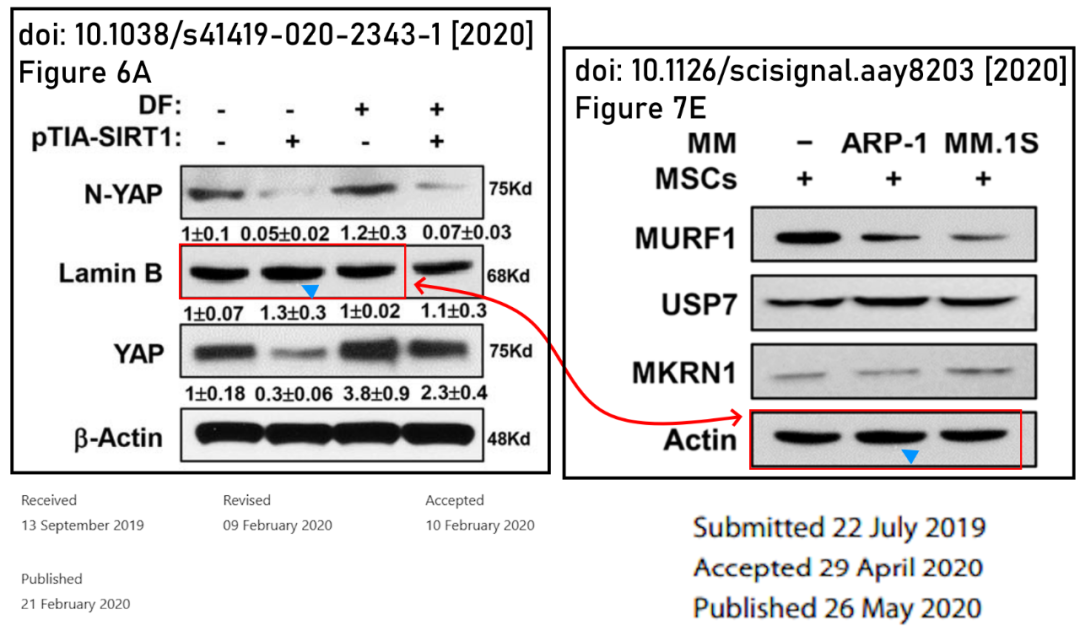 doi: 10.1038/s41419-020-2343-1 [2020]
Figure 6A
DF: - - + +
pTIA-SIRT1: - + - +
N-YAP 75Kd
1±0.1 0.05±0.02 1.2±0.3 0.07±0.03
Lamin B 68Kd
1±0.07 1.3±0.3 1±0.02 1.1±0.3
YAP 75Kd
1±0.18 0.3±0.06 3.8±0.9 2.3±0.4
β-Actin 48Kd
Received Revised Accepted
13 September 2019 09 February 2020 10 February 2020
Published
21 February 2020
doi: 10.1126/scisignal.aay8203 [2020]
Figure 7E
MM – ARP-1 MM.1S
MSCs + + +
MURF1
USP7
MKRN1
Actin
Submitted 22 July 2019
Accepted 29 April 2020
Published 26 May 2020